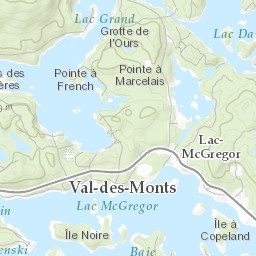 Lac Grand
Grotte de
l'Ours
Lac Da
s des
ères
Pointe à
French
Pointe à
Marcelais
Lac-
McGregor
Val-des-Monts
Lac McGregor
in
Île Noire
Île à
Copeland
enski
Baie